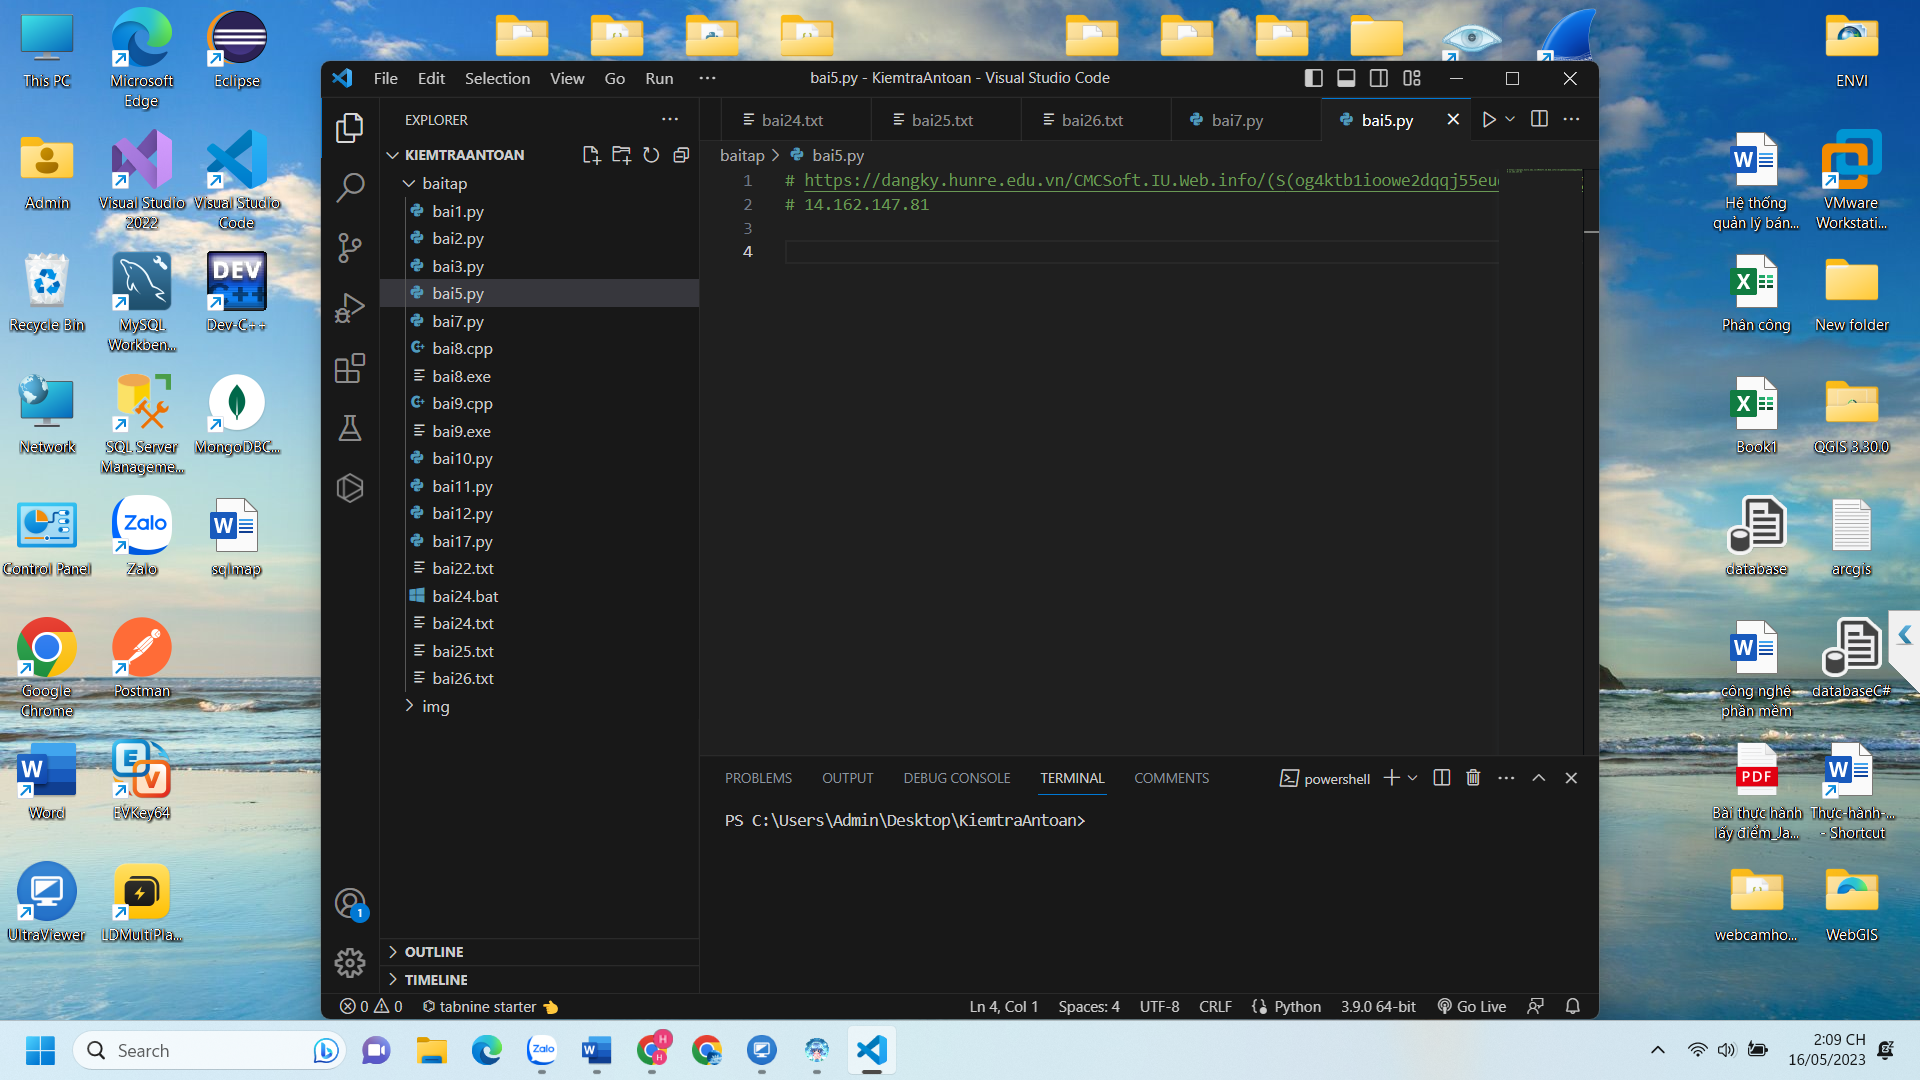 This PC
Microsoft Edge
Eclipse
ENVI
Admin
Visual Studio 2022
Visual Studio Code
Hệ thống quản lý bán...
VMware Workstati...
Recycle Bin
MySQL Workben...
Dev-C++
DEV C++
Phân công
New folder
Network
SQL Server Manageme...
MongoDBC...
Book1
QGIS 3.30.0
Control Panel
Zalo
Zalo
sqlmap
database
arcgis
Google Chrome
Postman
công nghệ phần mềm
databaseC#
Word
EVKey64
PDF
Bài thực hành lấy điểm_Ja...
Thực-hành-... - Shortcut
UltraViewer
LDMultiPla...
webcamho...
WebGIS
File Edit Selection View Go Run ···
bai5.py - KiemtraAntoan - Visual Studio Code
EXPLORER
bai24.txt
bai25.txt
bai26.txt
bai7.py
bai5.py
KIEMTRAANTOAN
baitap
bai1.py
bai2.py
bai3.py
bai5.py
bai7.py
bai8.cpp
bai8.exe
bai9.cpp
bai9.exe
bai10.py
bai11.py
bai12.py
bai17.py
bai22.txt
bai24.bat
bai24.txt
bai25.txt
bai26.txt
img
OUTLINE
TIMELINE
baitap > bai5.py
1 # https://dangky.hunre.edu.vn/CMCSoft.IU.Web.info/(S(og4ktb1ioowe2dqqj55eu
2 # 14.162.147.81
3
4
PROBLEMS OUTPUT DEBUG CONSOLE TERMINAL COMMENTS
powershell
PS C:\Users\Admin\Desktop\KiemtraAntoan>
1
0 0
tabnine starter
Ln 4, Col 1
Spaces: 4
UTF-8
CRLF
Python
3.9.0 64-bit
Go Live
Search
Zalo
H
H
2:09 CH
16/05/2023